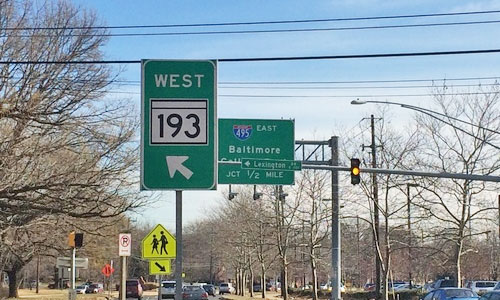 WEST
193
495 EAST
Baltimore
Lexington
JCT 1/2 MILE